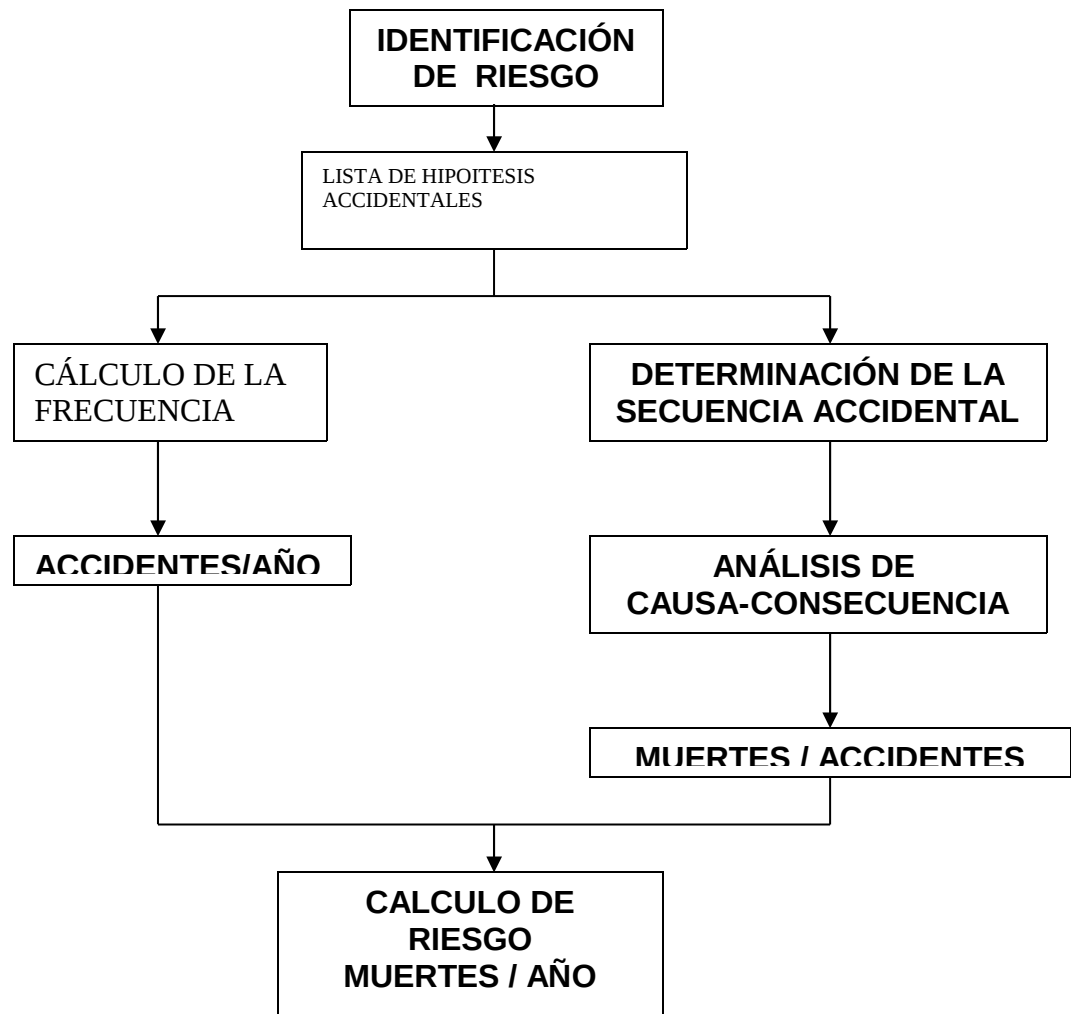 IDENTIFICACIÓN
DE RIESGO
LISTA DE HIPOITESIS
ACCIDENTALES
CÁLCULO DE LA
FRECUENCIA
DETERMINACIÓN DE LA
SECUENCIA ACCIDENTAL
ACCIDENTES/AÑO
ANÁLISIS DE
CAUSA-CONSECUENCIA
MUERTES / ACCIDENTES
CALCULO DE
RIESGO
MUERTES / AÑO